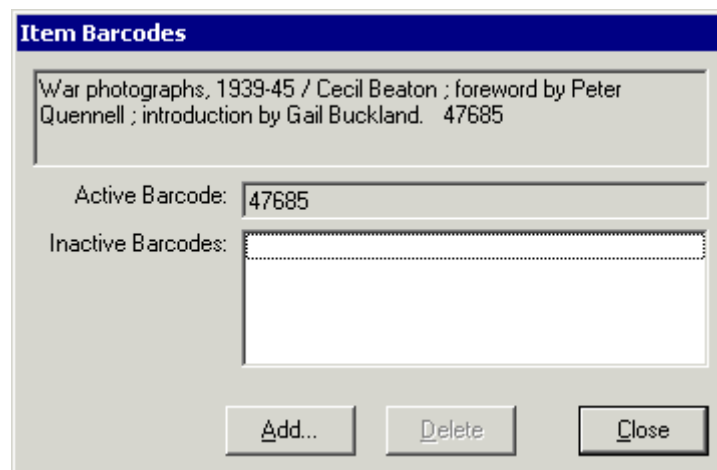 Item Barcodes
War photographs, 1939-45 / Cecil Beaton ; foreword by Peter
Quennell ; introduction by Gail Buckland.   47685
Active Barcode: 47685
Inactive Barcodes:
Add... Delete Close